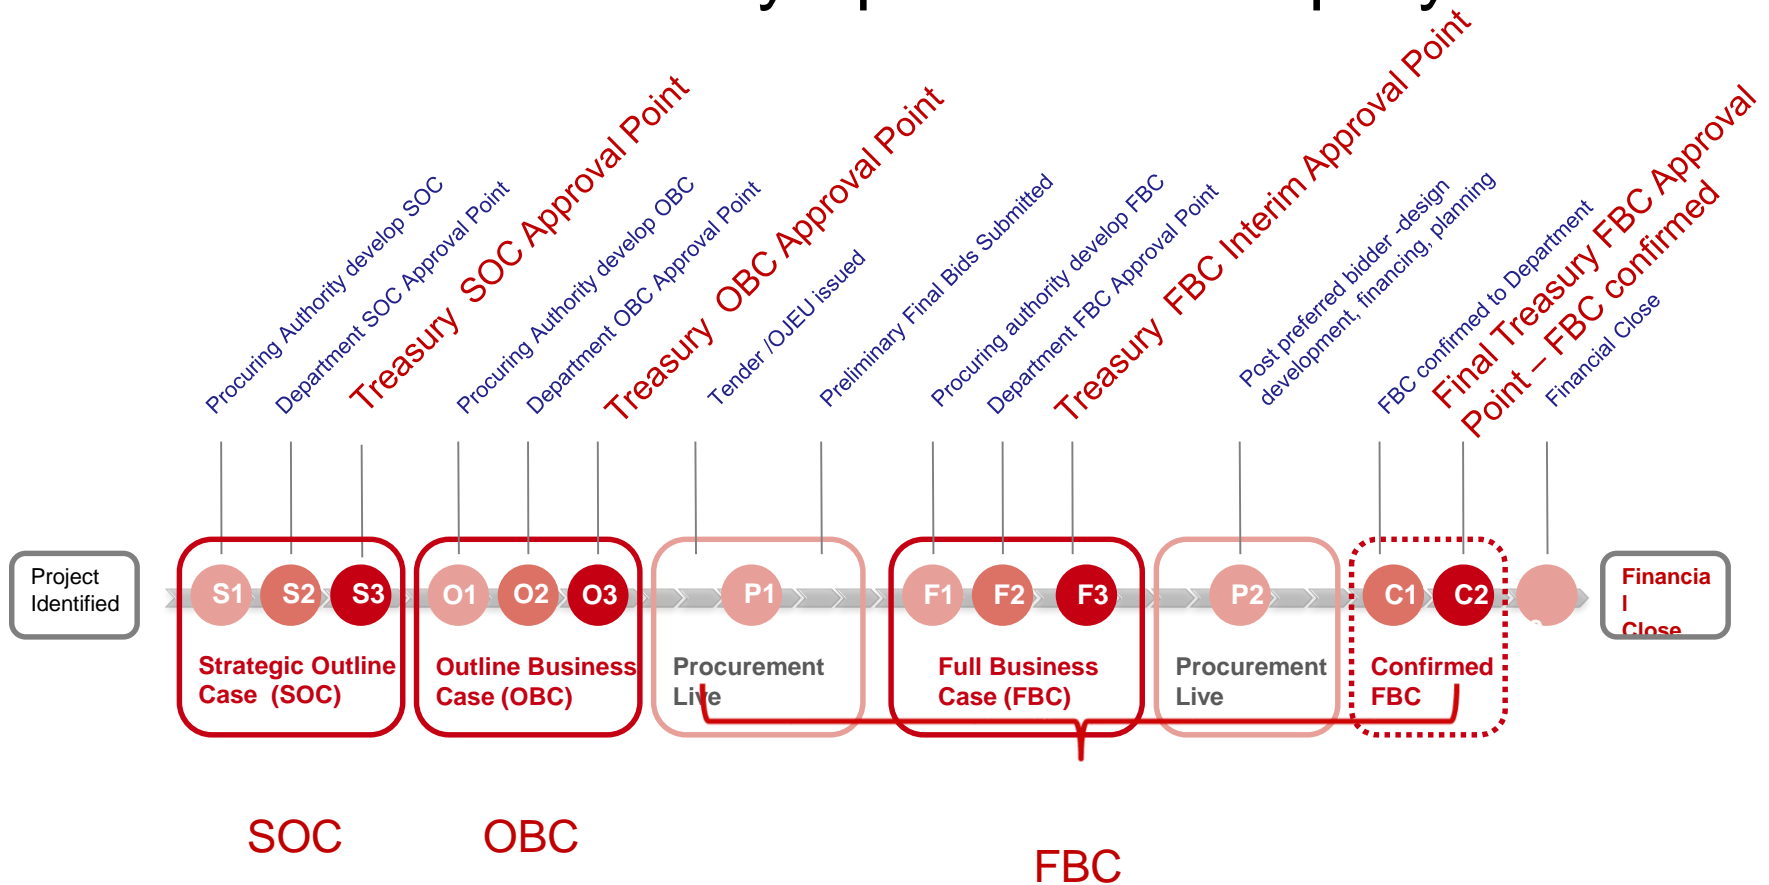 Procuring Authority develop SOC
Department SOC Approval Point
Treasury SOC Approval Point
Procuring Authority develop OBC
Department OBC Approval Point
Treasury OBC Approval Point
Tender /OJEU issued
Preliminary Final Bids Submitted
Procuring authority develop FBC
Department FBC Approval Point
Treasury FBC Interim Approval Point
Post preferred bidder -design
development, financing, planning
FBC confirmed to Department
Final Treasury FBC Approval
Point – FBC confirmed
Financial Close
Project
Identified
S1
S2
S3
O1
O2
O3
P1
F1
F2
F3
P2
C1
C2
Financia
l
Close
Strategic Outline
Case (SOC)
Outline Business
Case (OBC)
Procurement
Live
Full Business
Case (FBC)
Procurement
Live
Confirmed
FBC
SOC
OBC
FBC